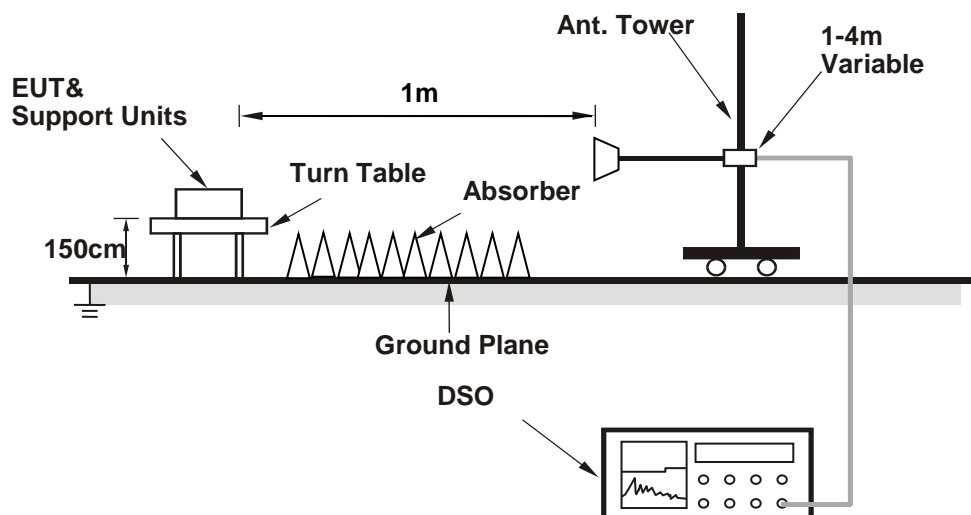 Ant. Tower
1-4m
Variable
EUT&
Support Units
1m
Turn Table
Absorber
150cm
Ground Plane
DSO